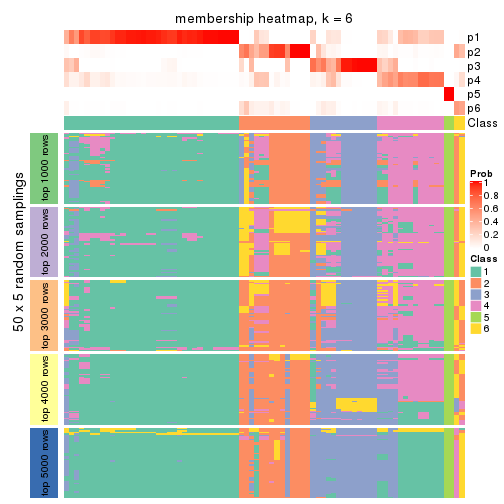 membership heatmap, k = 6
p1
p2
p3
p4
p5
p6
Class
50 x 5 random samplings
top 1000 rows
top 2000 rows
top 3000 rows
top 4000 rows
top 5000 rows
Prob
1
0.8
0.6
0.4
0.2
0
Class
1
2
3
4
5
6